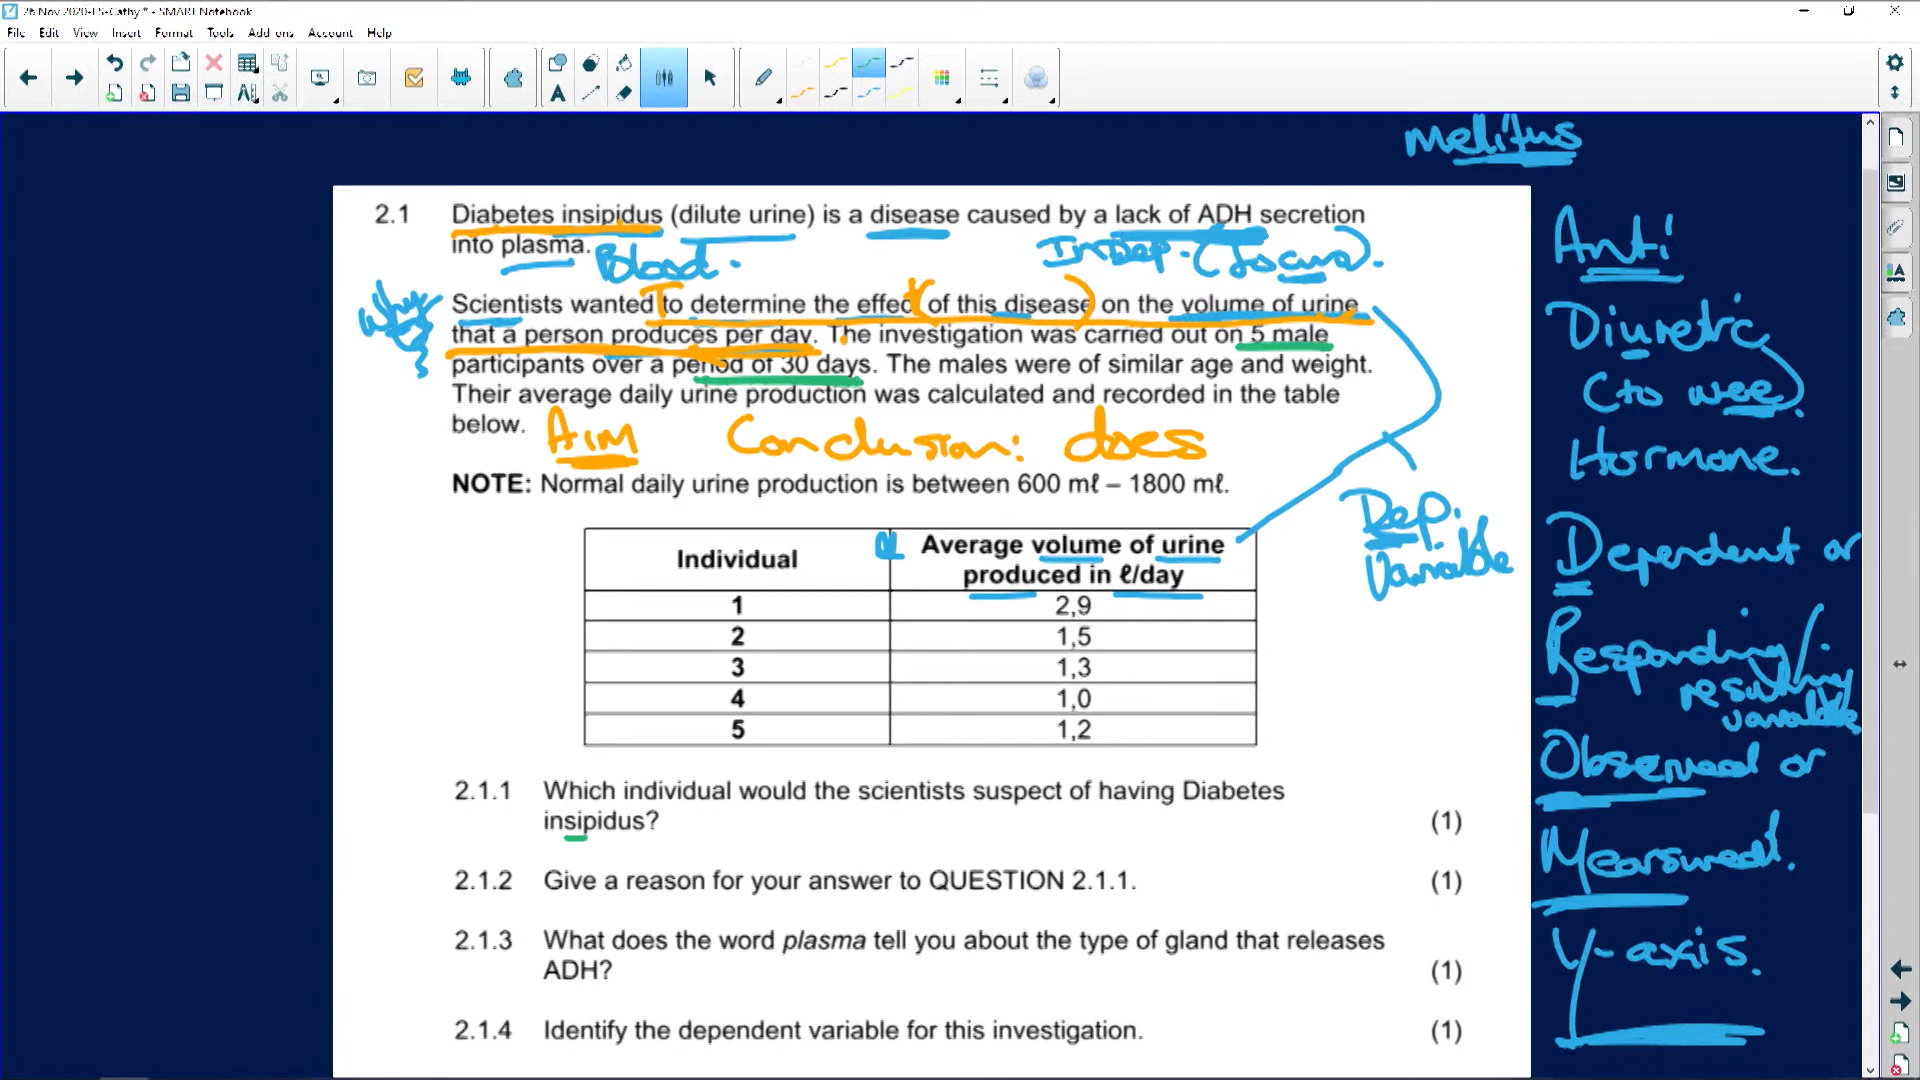 26 Nov 2020+LS+Cathy * - SMART Notebook
File Edit View Insert Format Tools Add-ons Account Help
Mellitus
2.1 Diabetes insipidus (dilute urine) is a disease caused by a lack of ADH secretion
into plasma.
Blood.
InDep. (focus).
Why
Scientists wanted to determine the effect of this disease on the volume of urine
that a person produces per day. The investigation was carried out on 5 male
participants over a period of 30 days. The males were of similar age and weight.
Their average daily urine production was calculated and recorded in the table
below.
Aim Conclusion: does
NOTE: Normal daily urine production is between 600 mℓ – 1800 mℓ.
Dep.
Variable
Individual
Average volume of urine
produced in ℓ/day
1 2,9
2 1,5
3 1,3
4 1,0
5 1,2
2.1.1 Which individual would the scientists suspect of having Diabetes
insipidus? (1)
2.1.2 Give a reason for your answer to QUESTION 2.1.1. (1)
2.1.3 What does the word plasma tell you about the type of gland that releases
ADH? (1)
2.1.4 Identify the dependent variable for this investigation. (1)
Anti
Diuretic
(to wee).
Hormone.
Dependent or
Responding/
resulting
variable
Observed or
Measured.
Y-axis.